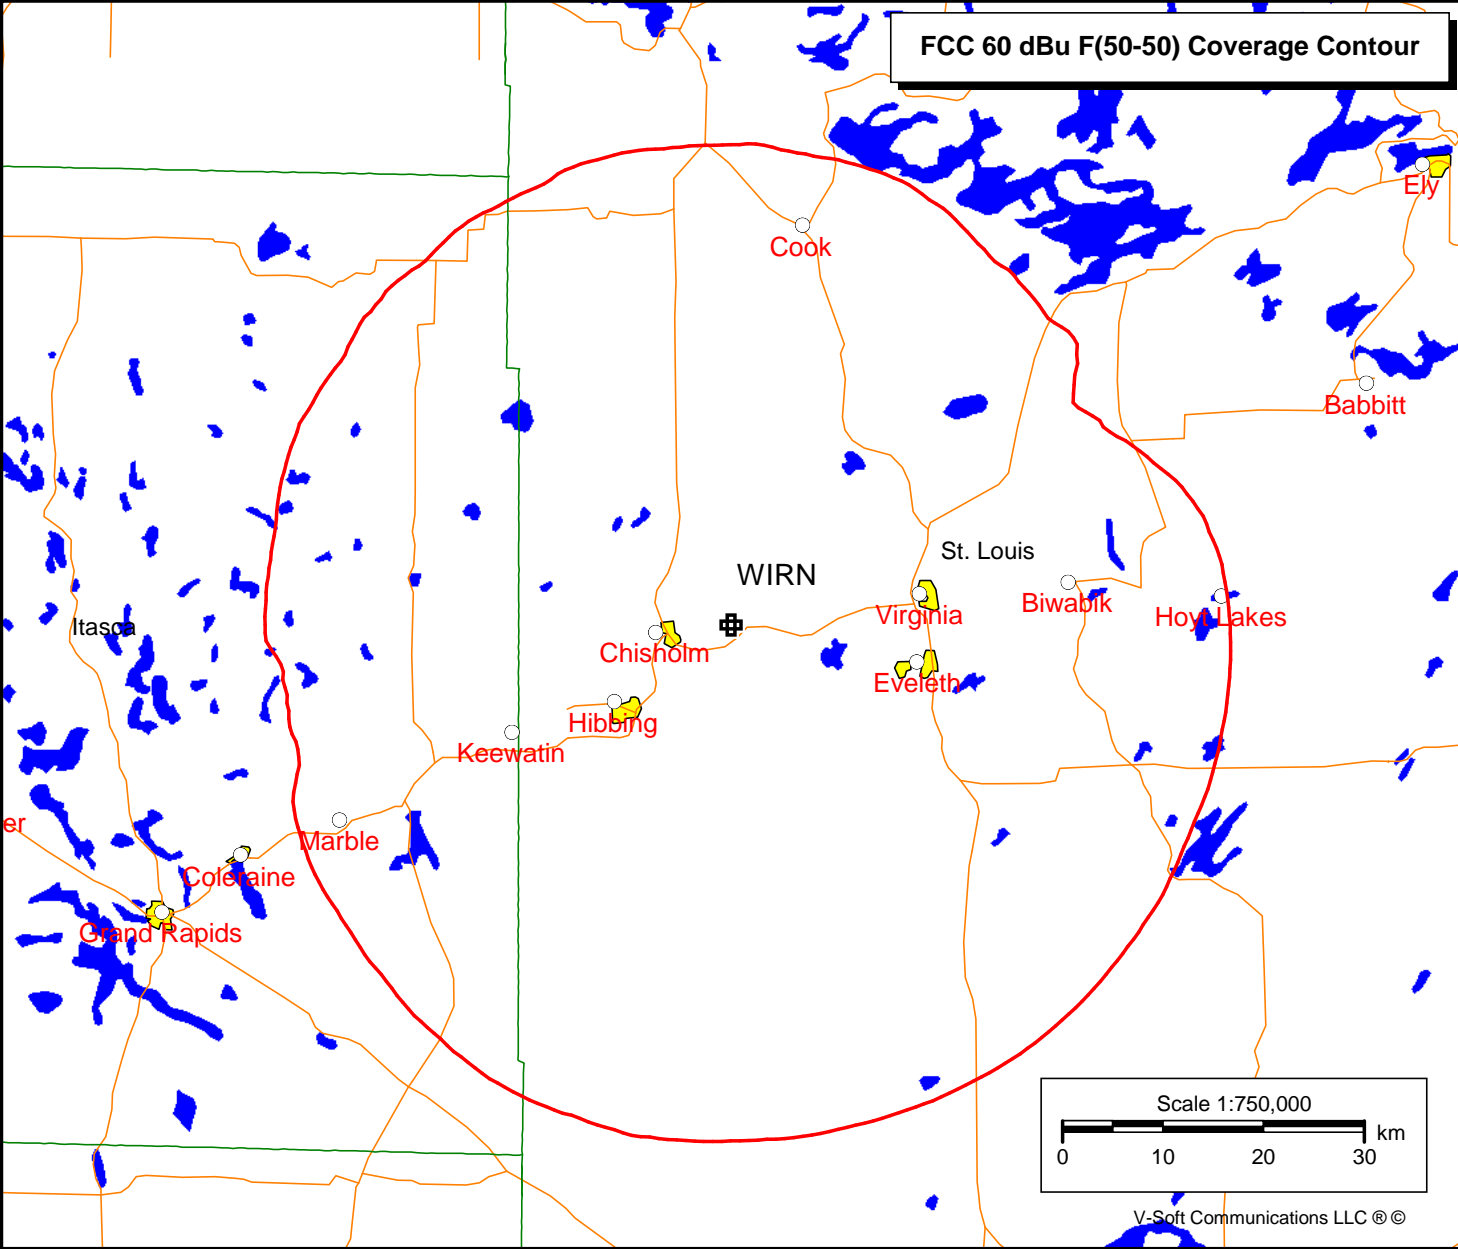 FCC 60 dBu F(50-50) Coverage Contour
Ely
Cook
Babbitt
St. Louis
WIRN
Virginia
Biwabik
Hoyt Lakes
Itasca
Chisholm
Eveleth
Hibbing
Keewatin
er
Marble
Coleraine
Grand Rapids
Scale 1:750,000
km
0 10 20 30
V-Soft Communications LLC ® ©